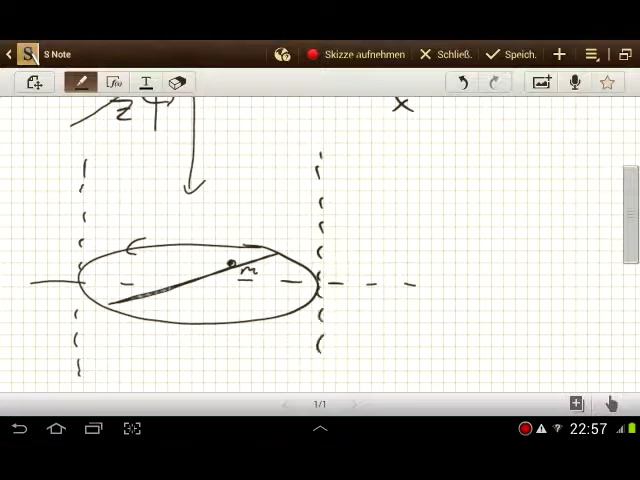 S Note
Skizze aufnehmen
Schließ.
Speich.
f(x)
T
z
x
m
1/1
22:57